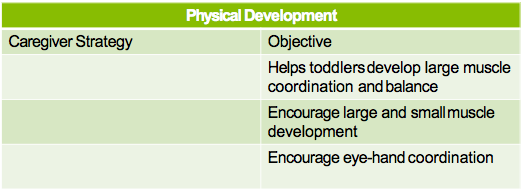 Physical Development
Caregiver Strategy
Objective
Helps toddlers develop large muscle
coordination and balance
Encourage large and small muscle
development
Encourage eye-hand coordination